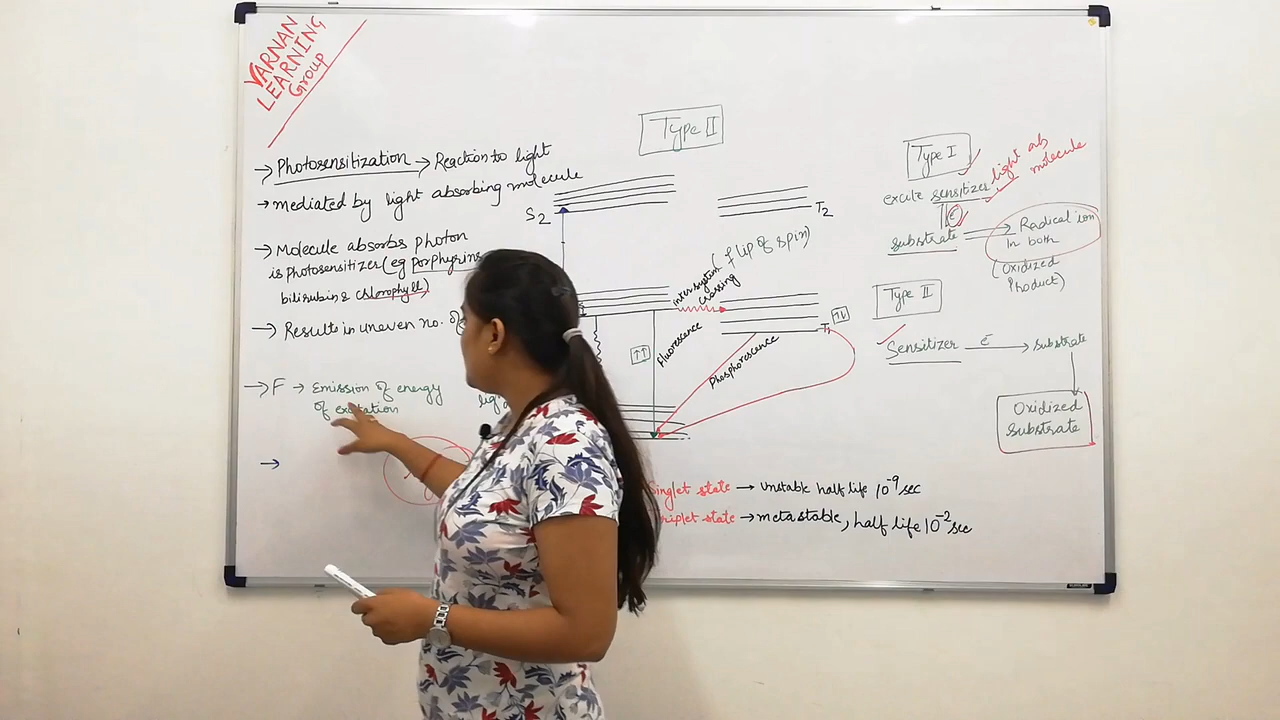 VARNAN
LEARNING
Group
Type II
→ Photosensitization → Reaction to light
→ mediated by light absorbing molecule
→ Molecule absorbs photon
is photosensitizer (eg porphyrins
bilirubin & chlorophyll)
→ Results in uneven no. of
→ F → Emission of energy
of excitation
→
S2
T2
intersystem (flip of spin)
crossing
T1 ↑↓
↑↑
Fluorescence
Phosphorescence
Singlet state → Unstable half life 10-9 sec
Triplet state → metastable, half life 10-2 sec
Type I
excite sensitizer light ab
molecule
e-
substrate → Radical ion
In both
(Oxidized
Product)
Type II
Sensitizer e- → substrate
Oxidized
substrate